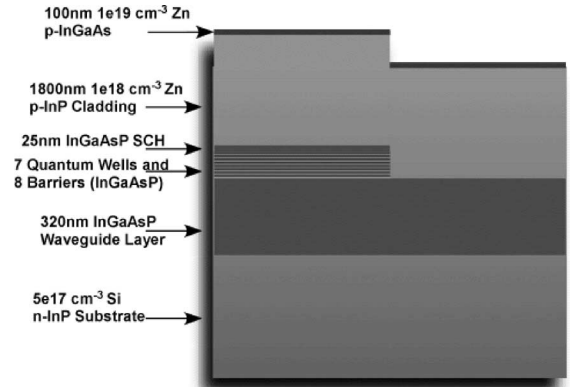 100nm 1e19 cm⁻³ Zn
p-InGaAs
1800nm 1e18 cm⁻³ Zn
p-InP Cladding
25nm InGaAsP SCH
7 Quantum Wells and
8 Barriers (InGaAsP)
320nm InGaAsP
Waveguide Layer
5e17 cm⁻³ Si
n-InP Substrate